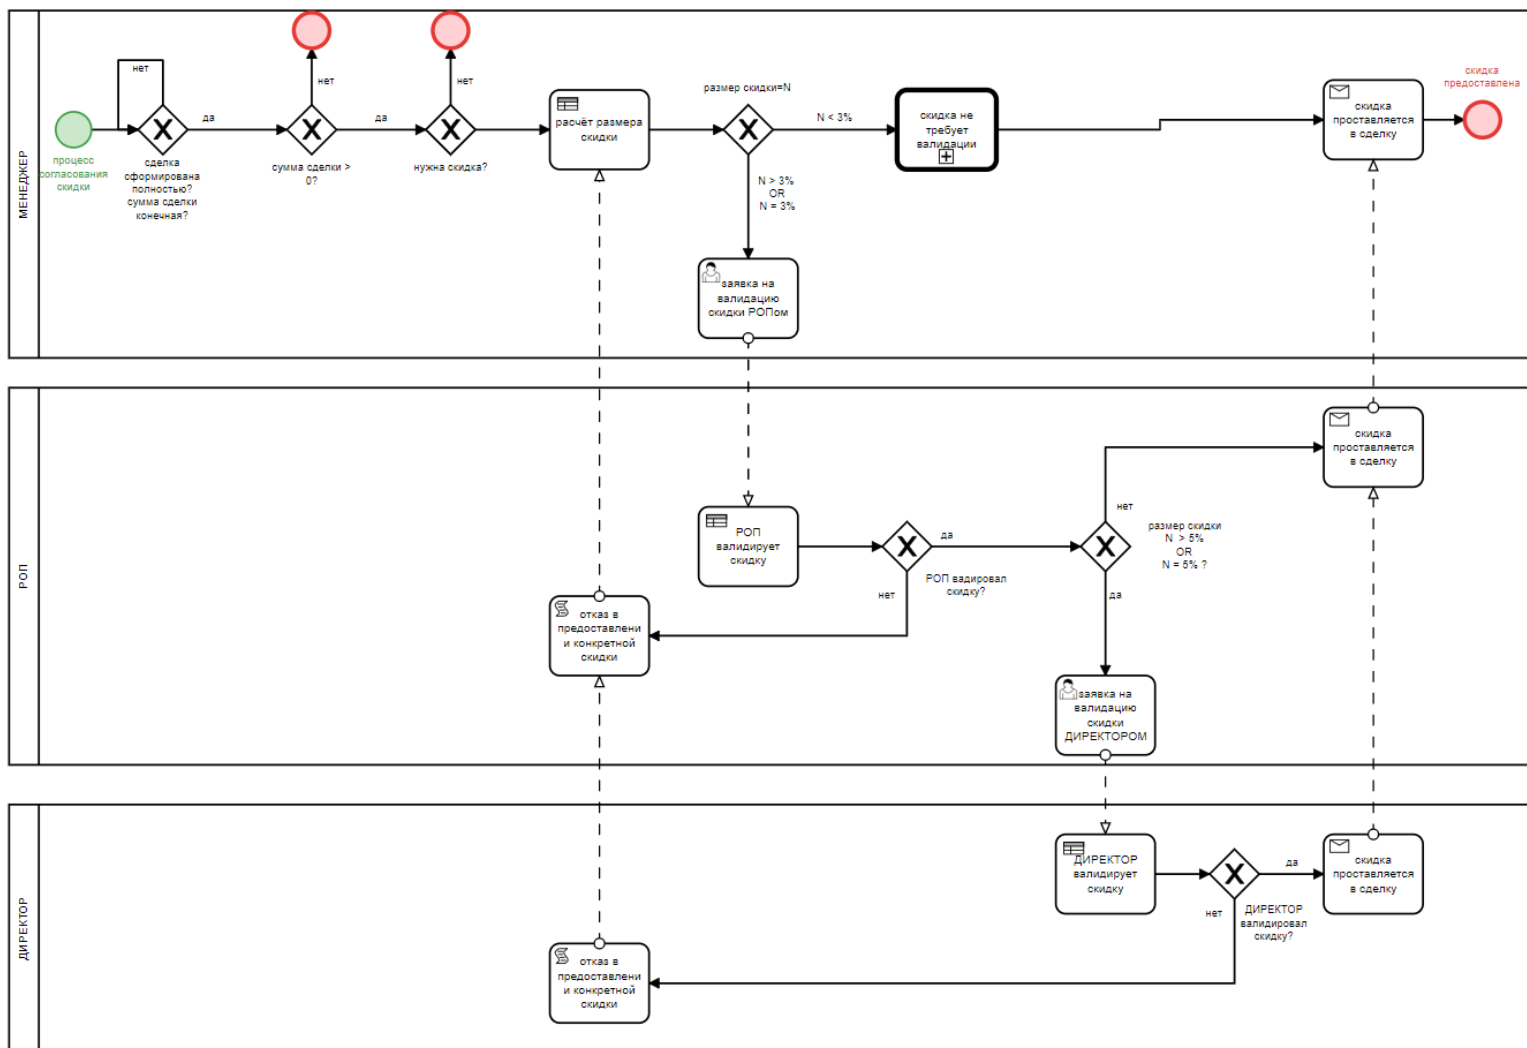 МЕНЕДЖЕР
процесс
согласования
скидки
нет
сделка
сформирована
полностью?
сумма сделки
конечная?
да
нет
сумма сделки >
0?
да
нет
нужна скидка?
расчёт размера
скидки
размер скидки=N
N < 3%
N > 3%
OR
N = 3%
скидка не
требует
валидации
заявка на
валидацию
скидки РОПом
скидка
проставляется
в сделку
скидка
предоставлена
РОП
РОП
валидирует
скидку
да
РОП вадировал
скидку?
нет
отказ в
предоставлени
и конкретной
скидки
нет
размер скидки
N > 5%
OR
N = 5% ?
да
скидка
проставляется
в сделку
заявка на
валидацию
скидки
ДИРЕКТОРОМ
ДИРЕКТОР
ДИРЕКТОР
валидирует
скидку
да
нет
ДИРЕКТОР
валидировал
скидку?
скидка
проставляется
в сделку
отказ в
предоставлени
и конкретной
скидки